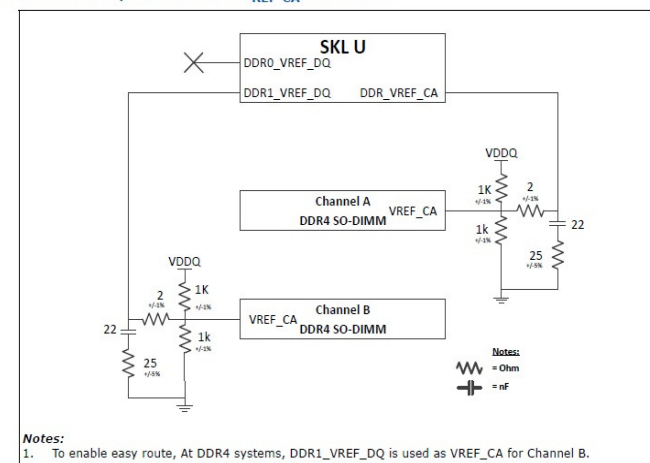 SKL U
DDR0_VREF_DQ
DDR1_VREF_DQ DDR_VREF_CA
VDDQ
1K
+/-1%
2
+/-1%
Channel A
DDR4 SO-DIMM
VREF_CA
1k
+/-1%
22
25
+/-5%
VDDQ
2
+/-1%
1K
+/-1%
Channel B
DDR4 SO-DIMM
VREF_CA
22
1k
+/-1%
25
+/-5%
Notes:
= Ohm
= nF
Notes:
1. To enable easy route, At DDR4 systems, DDR1_VREF_DQ is used as VREF_CA for Channel B.